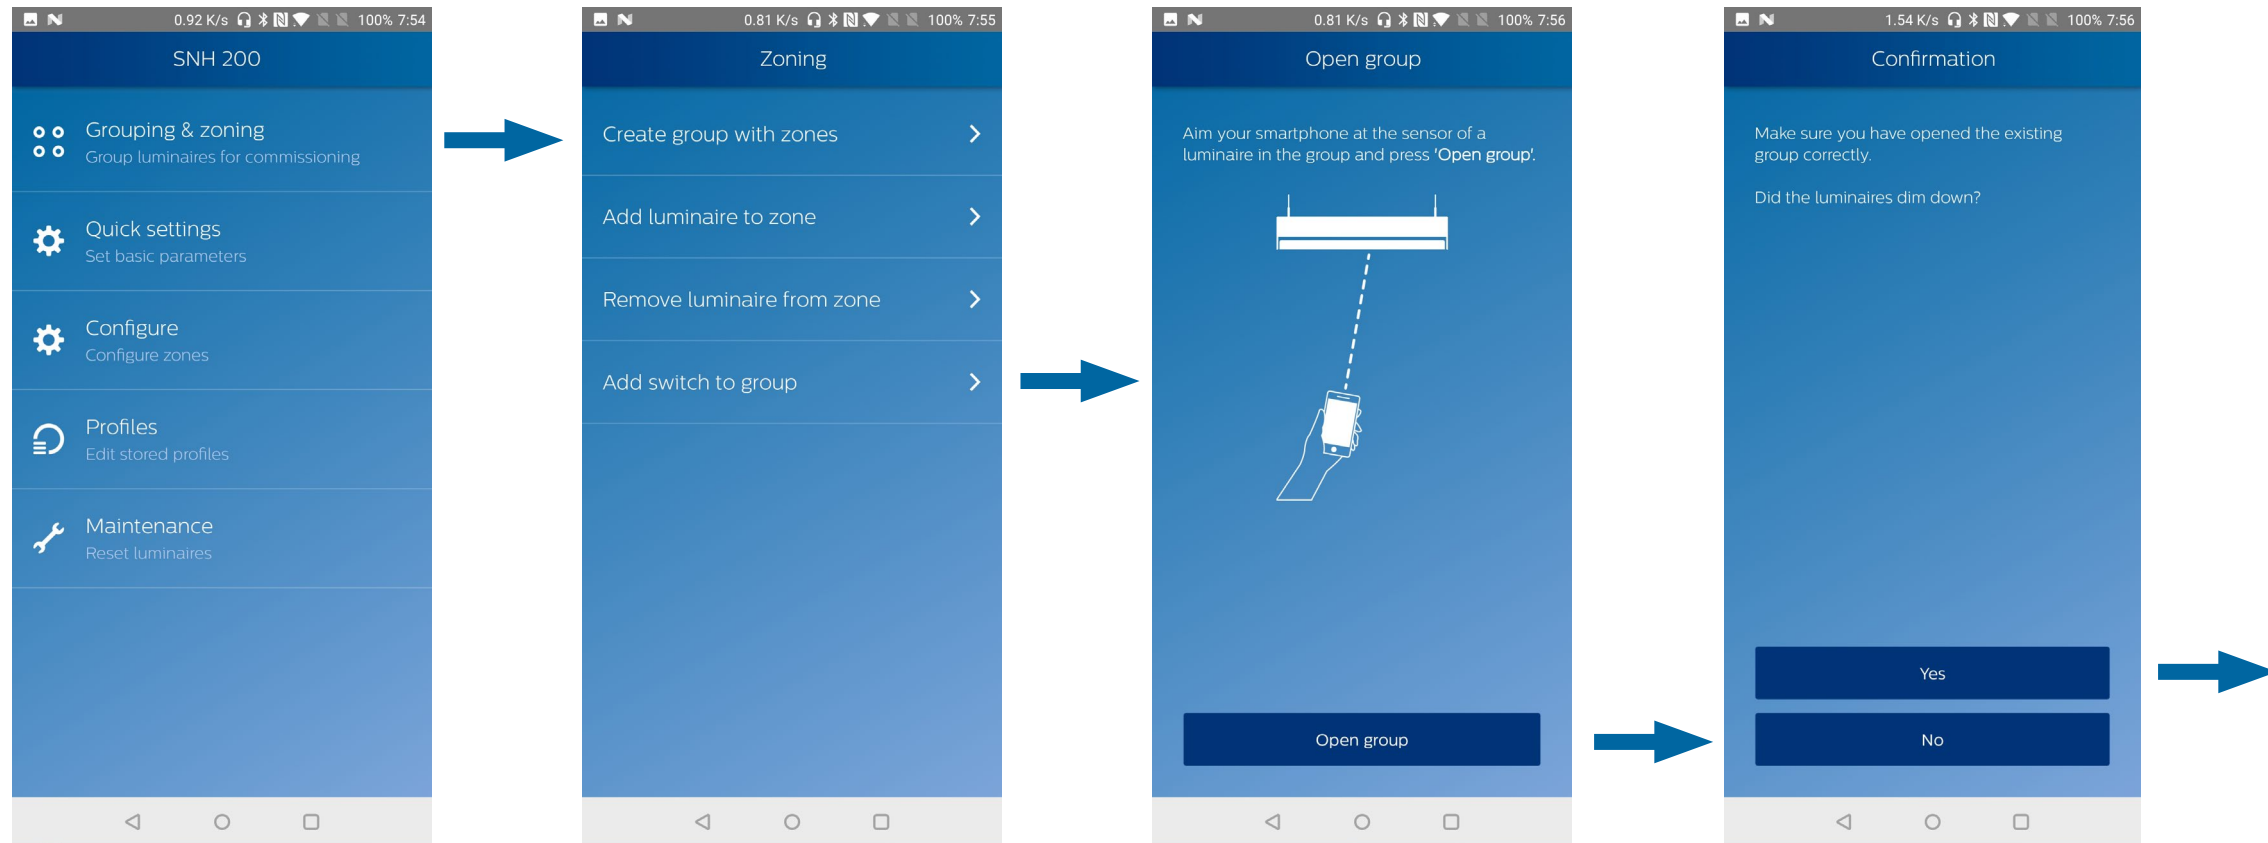 0.92 K/s 100% 7:54
SNH 200
Grouping & zoning
Group luminaires for commissioning
Quick settings
Set basic parameters
Configure
Configure zones
Profiles
Edit stored profiles
Maintenance
Reset luminaires
0.81 K/s 100% 7:55
Zoning
Create group with zones
Add luminaire to zone
Remove luminaire from zone
Add switch to group
0.81 K/s 100% 7:56
Open group
Aim your smartphone at the sensor of a
luminaire in the group and press 'Open group'.
Open group
1.54 K/s 100% 7:56
Confirmation
Make sure you have opened the existing
group correctly.
Did the luminaires dim down?
Yes
No